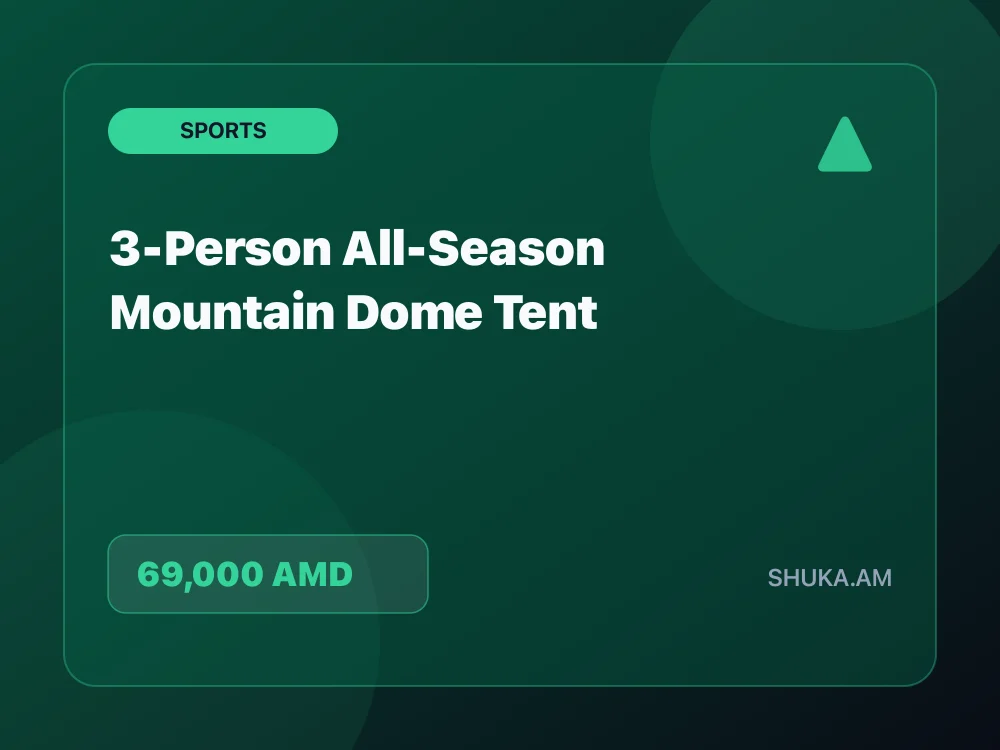 SPORTS
3-Person All-Season
Mountain Dome Tent
69,000 AMD
SHUKA.AM